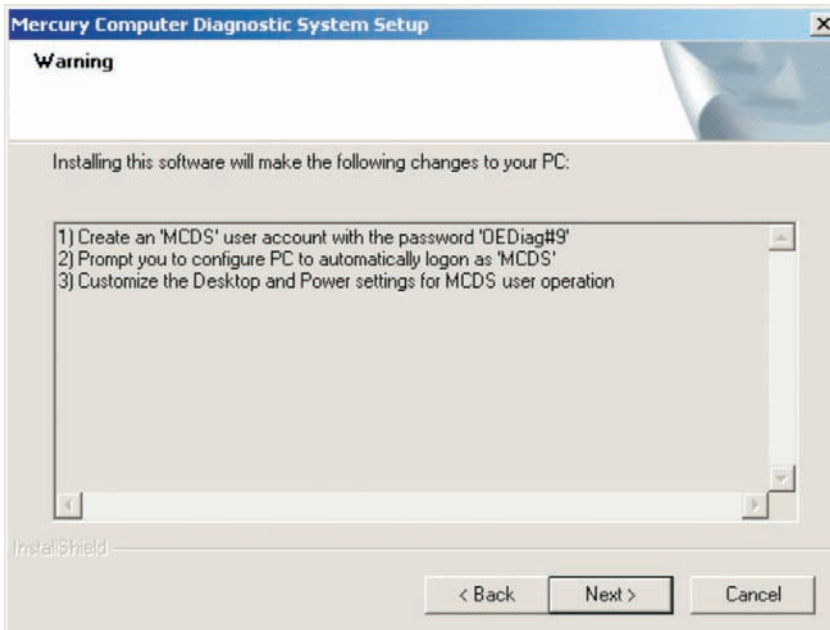 Mercury Computer Diagnostic System Setup
Warning
Installing this software will make the following changes to your PC:
1) Create an 'MCDS' user account with the password 'OEDiag#9'
2) Prompt you to configure PC to automatically logon as 'MCDS'
3) Customize the Desktop and Power settings for MCDS user operation
InstallShield
< Back
Next >
Cancel